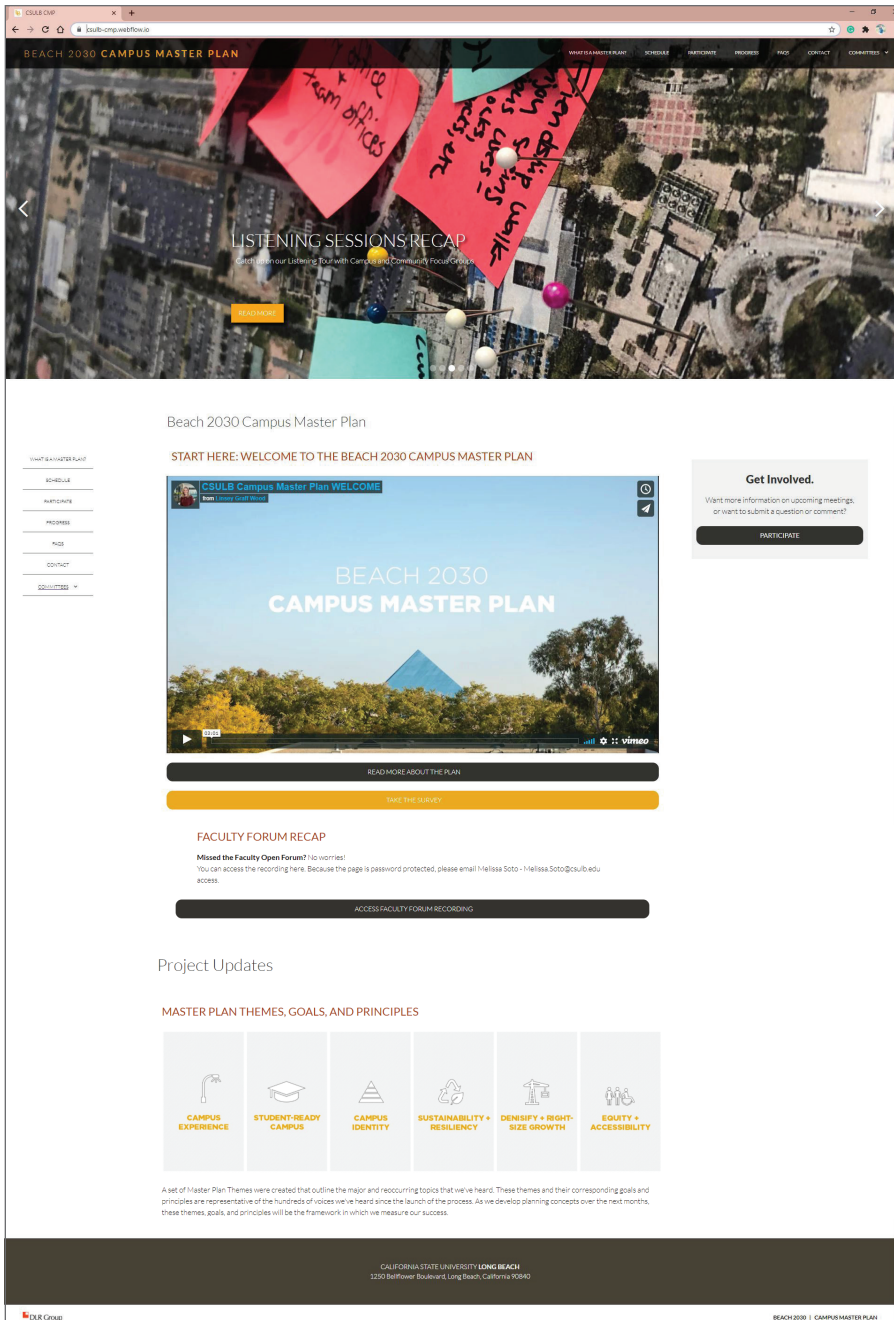 CSULB CMP
csulb-cmp.webflow.io
BEACH 2030 CAMPUS MASTER PLAN
WHAT IS A MASTER PLAN?
SCHEDULE
PARTICIPATE
PROGRESS
FAQS
CONTACT
COMMITTEES
team offices
LISTENING SESSIONS RECAP
Catch up on our Listening Tour with Campus and Community Focus Groups
READ MORE
Beach 2030 Campus Master Plan
WHAT IS A MASTER PLAN?
SCHEDULE
PARTICIPATE
PROGRESS
FAQS
CONTACT
COMMITTEES
START HERE: WELCOME TO THE BEACH 2030 CAMPUS MASTER PLAN
CSULB Campus Master Plan WELCOME
from Linsey Graff Wood
BEACH 2030
CAMPUS MASTER PLAN
vimeo
READ MORE ABOUT THE PLAN
TAKE THE SURVEY
Get Involved.
Want more information on upcoming meetings,
or want to submit a question or comment?
PARTICIPATE
FACULTY FORUM RECAP
Missed the Faculty Open Forum? No worries!
You can access the recording here. Because the page is password protected, please email Melissa Soto - Melissa.Soto@csulb.edu
access.
ACCESS FACULTY FORUM RECORDING
Project Updates
MASTER PLAN THEMES, GOALS, AND PRINCIPLES
CAMPUS
EXPERIENCE
STUDENT-READY
CAMPUS
CAMPUS
IDENTITY
SUSTAINABILITY +
RESILIENCY
DENISIFY + RIGHT-
SIZE GROWTH
EQUITY +
ACCESSIBILITY
A set of Master Plan Themes were created that outline the major and reoccurring topics that we've heard. These themes and their corresponding goals and
principles are representative of the hundreds of voices we've heard since the launch of the process. As we develop planning concepts over the next months,
these themes, goals, and principles will be the framework in which we measure our success.
CALIFORNIA STATE UNIVERSITY LONG BEACH
1250 Bellflower Boulevard, Long Beach, California 90840
DLR Group
BEACH 2030 | CAMPUS MASTER PLAN